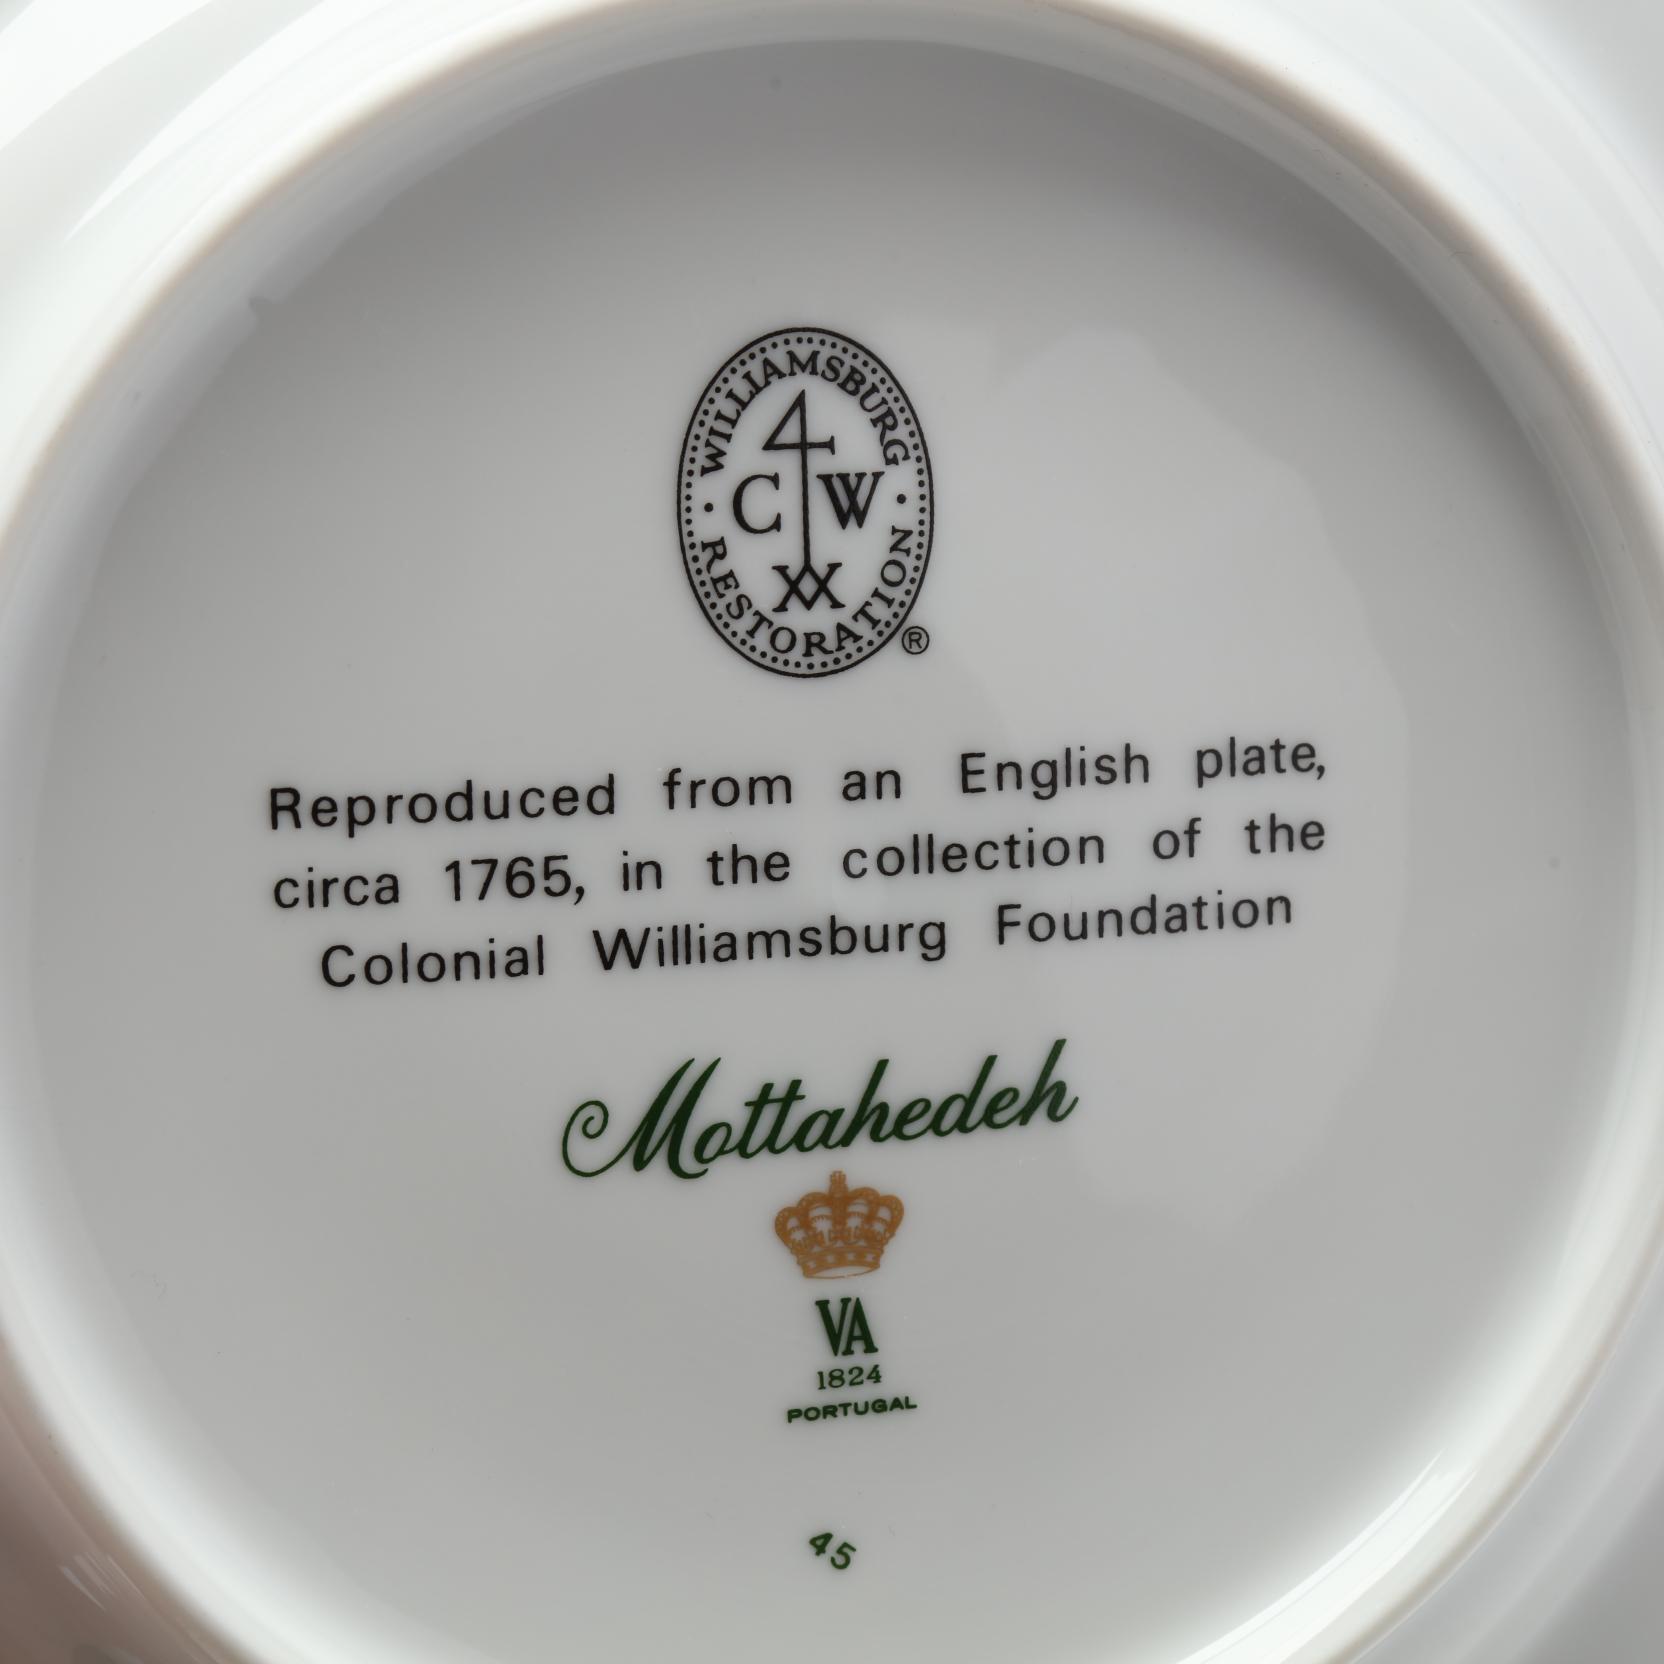 WILLIAMSBURG
4
C W
RESTORATION
®
Reproduced from an English plate,
circa 1765, in the collection of the
Colonial Williamsburg Foundation
Mottahedeh
VA
1824
PORTUGAL
45